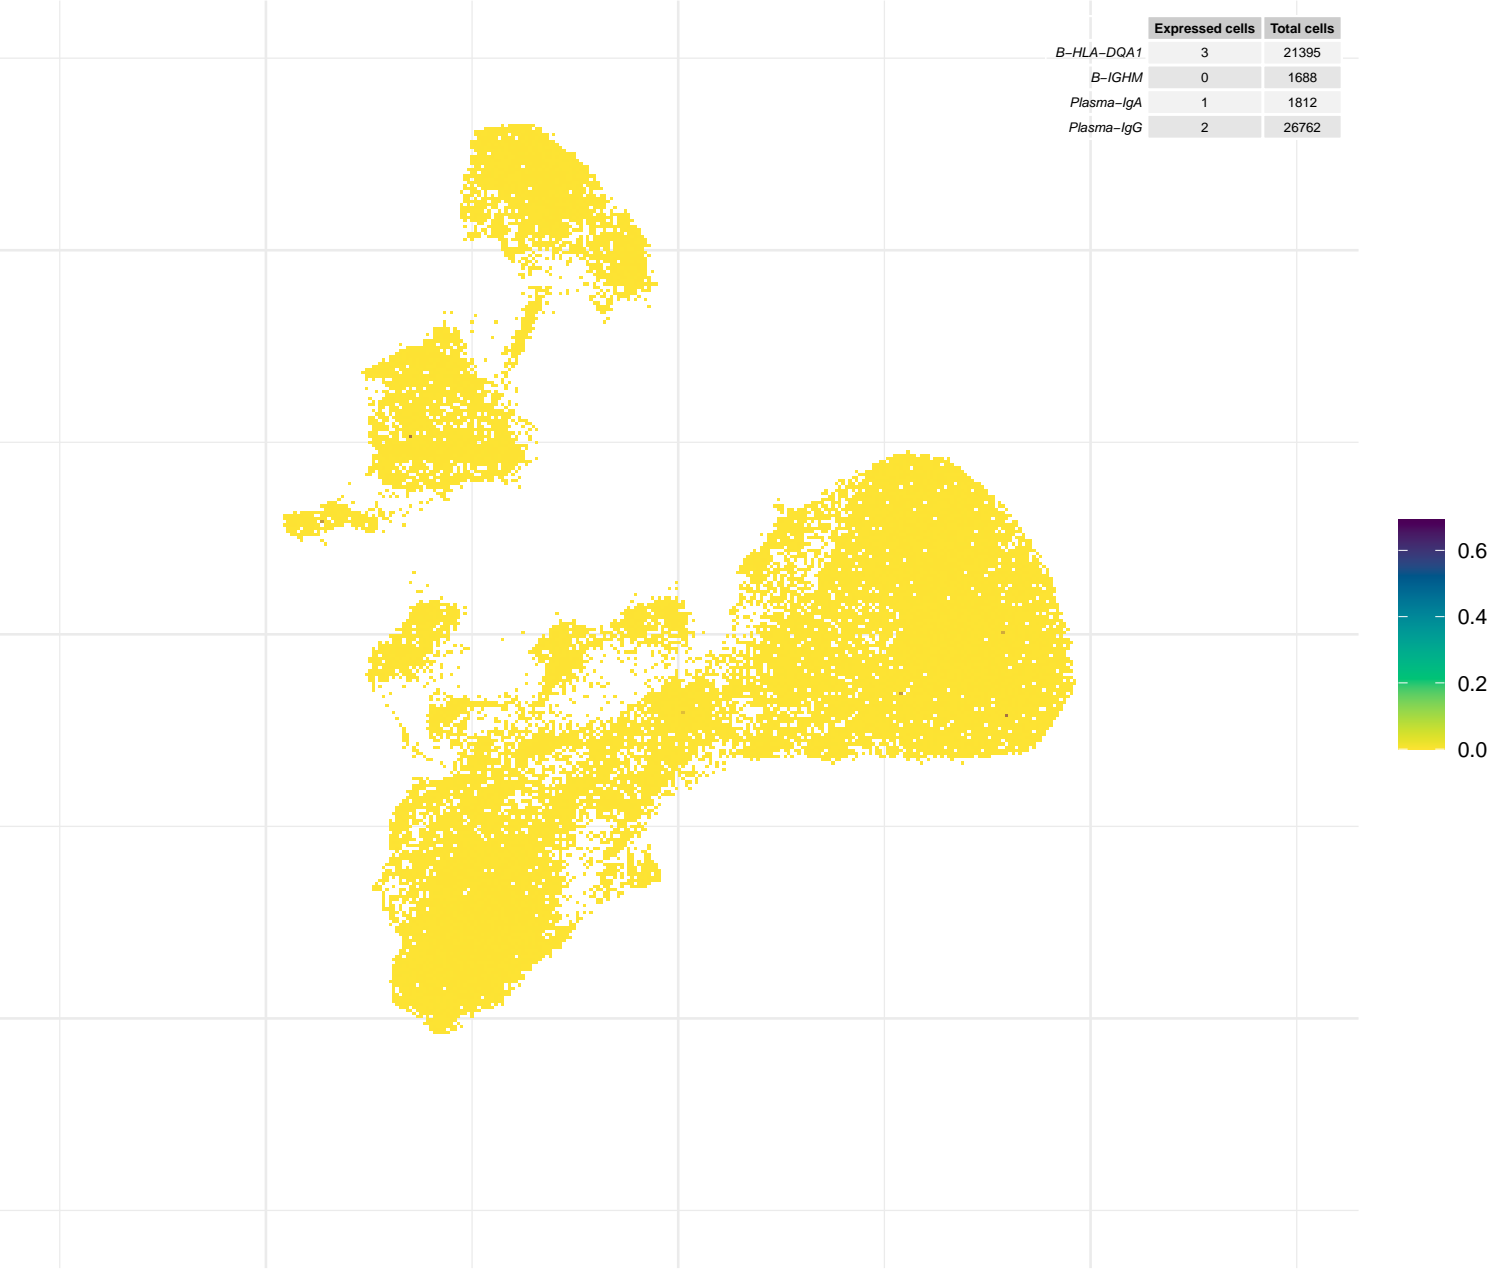 Expressed cells Total cells
B−HLA−DQA1 3 21395
B−IGHM 0 1688
Plasma−IgA 1 1812
Plasma−IgG 2 26762
0.6
0.4
0.2
0.0